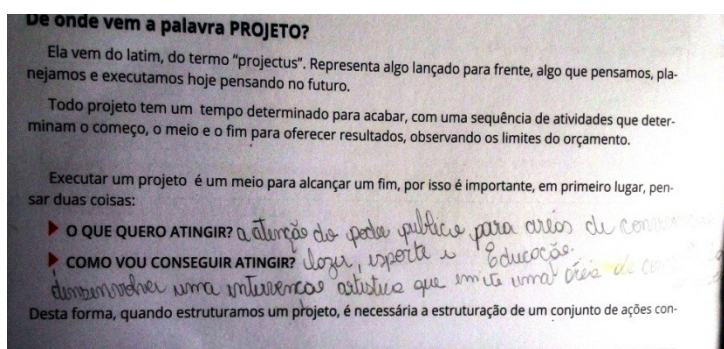 De onde vem a palavra PROJETO?
Ela vem do latim, do termo "projectus". Representa algo lançado para frente, algo que pensamos, pla-
nejamos e executamos hoje pensando no futuro.
Todo projeto tem um tempo determinado para acabar, com uma sequência de atividades que deter-
minam o começo, o meio e o fim para oferecer resultados, observando os limites do orçamento.
Executar um projeto é um meio para alcançar um fim, por isso é importante, em primeiro lugar, pen-
sar duas coisas:
O QUE QUERO ATINGIR? a atenção do poder publico para areas de
COMO VOU CONSEGUIR ATINGIR? lazer, esporte e Educação.
desenvolver uma intervencao artistica que imite uma área de
Desta forma, quando estruturamos um projeto, é necessária a estruturação de um conjunto de ações con-